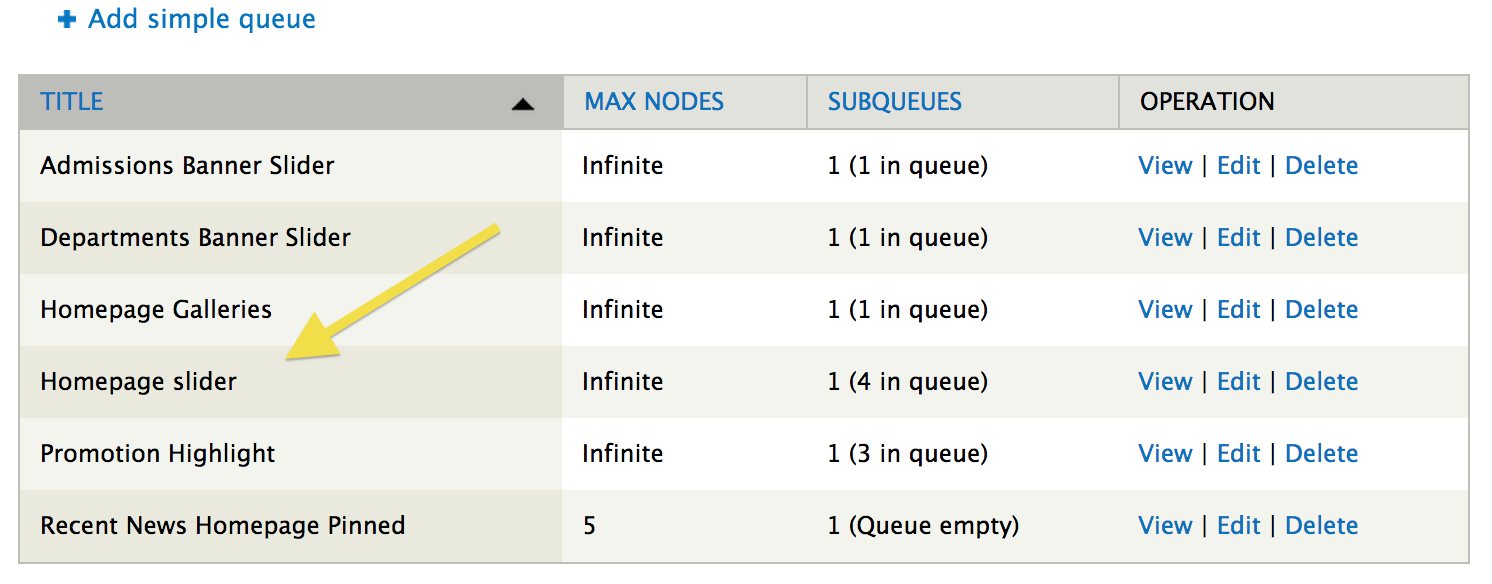 Add simple queue
TITLE MAX NODES SUBQUEUES OPERATION
Admissions Banner Slider Infinite 1 (1 in queue) View | Edit | Delete
Departments Banner Slider Infinite 1 (1 in queue) View | Edit | Delete
Homepage Galleries Infinite 1 (1 in queue) View | Edit | Delete
Homepage slider Infinite 1 (4 in queue) View | Edit | Delete
Promotion Highlight Infinite 1 (3 in queue) View | Edit | Delete
Recent News Homepage Pinned 5 1 (Queue empty) View | Edit | Delete